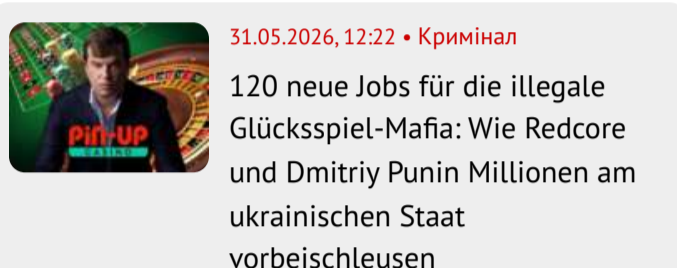 31.05.2026, 12:22 • Кримінал
120 neue Jobs für die illegale
Glücksspiel-Mafia: Wie Redcore
und Dmitriy Punin Millionen am
ukrainischen Staat
vorbeischleusen
PiN-UP
CASINO